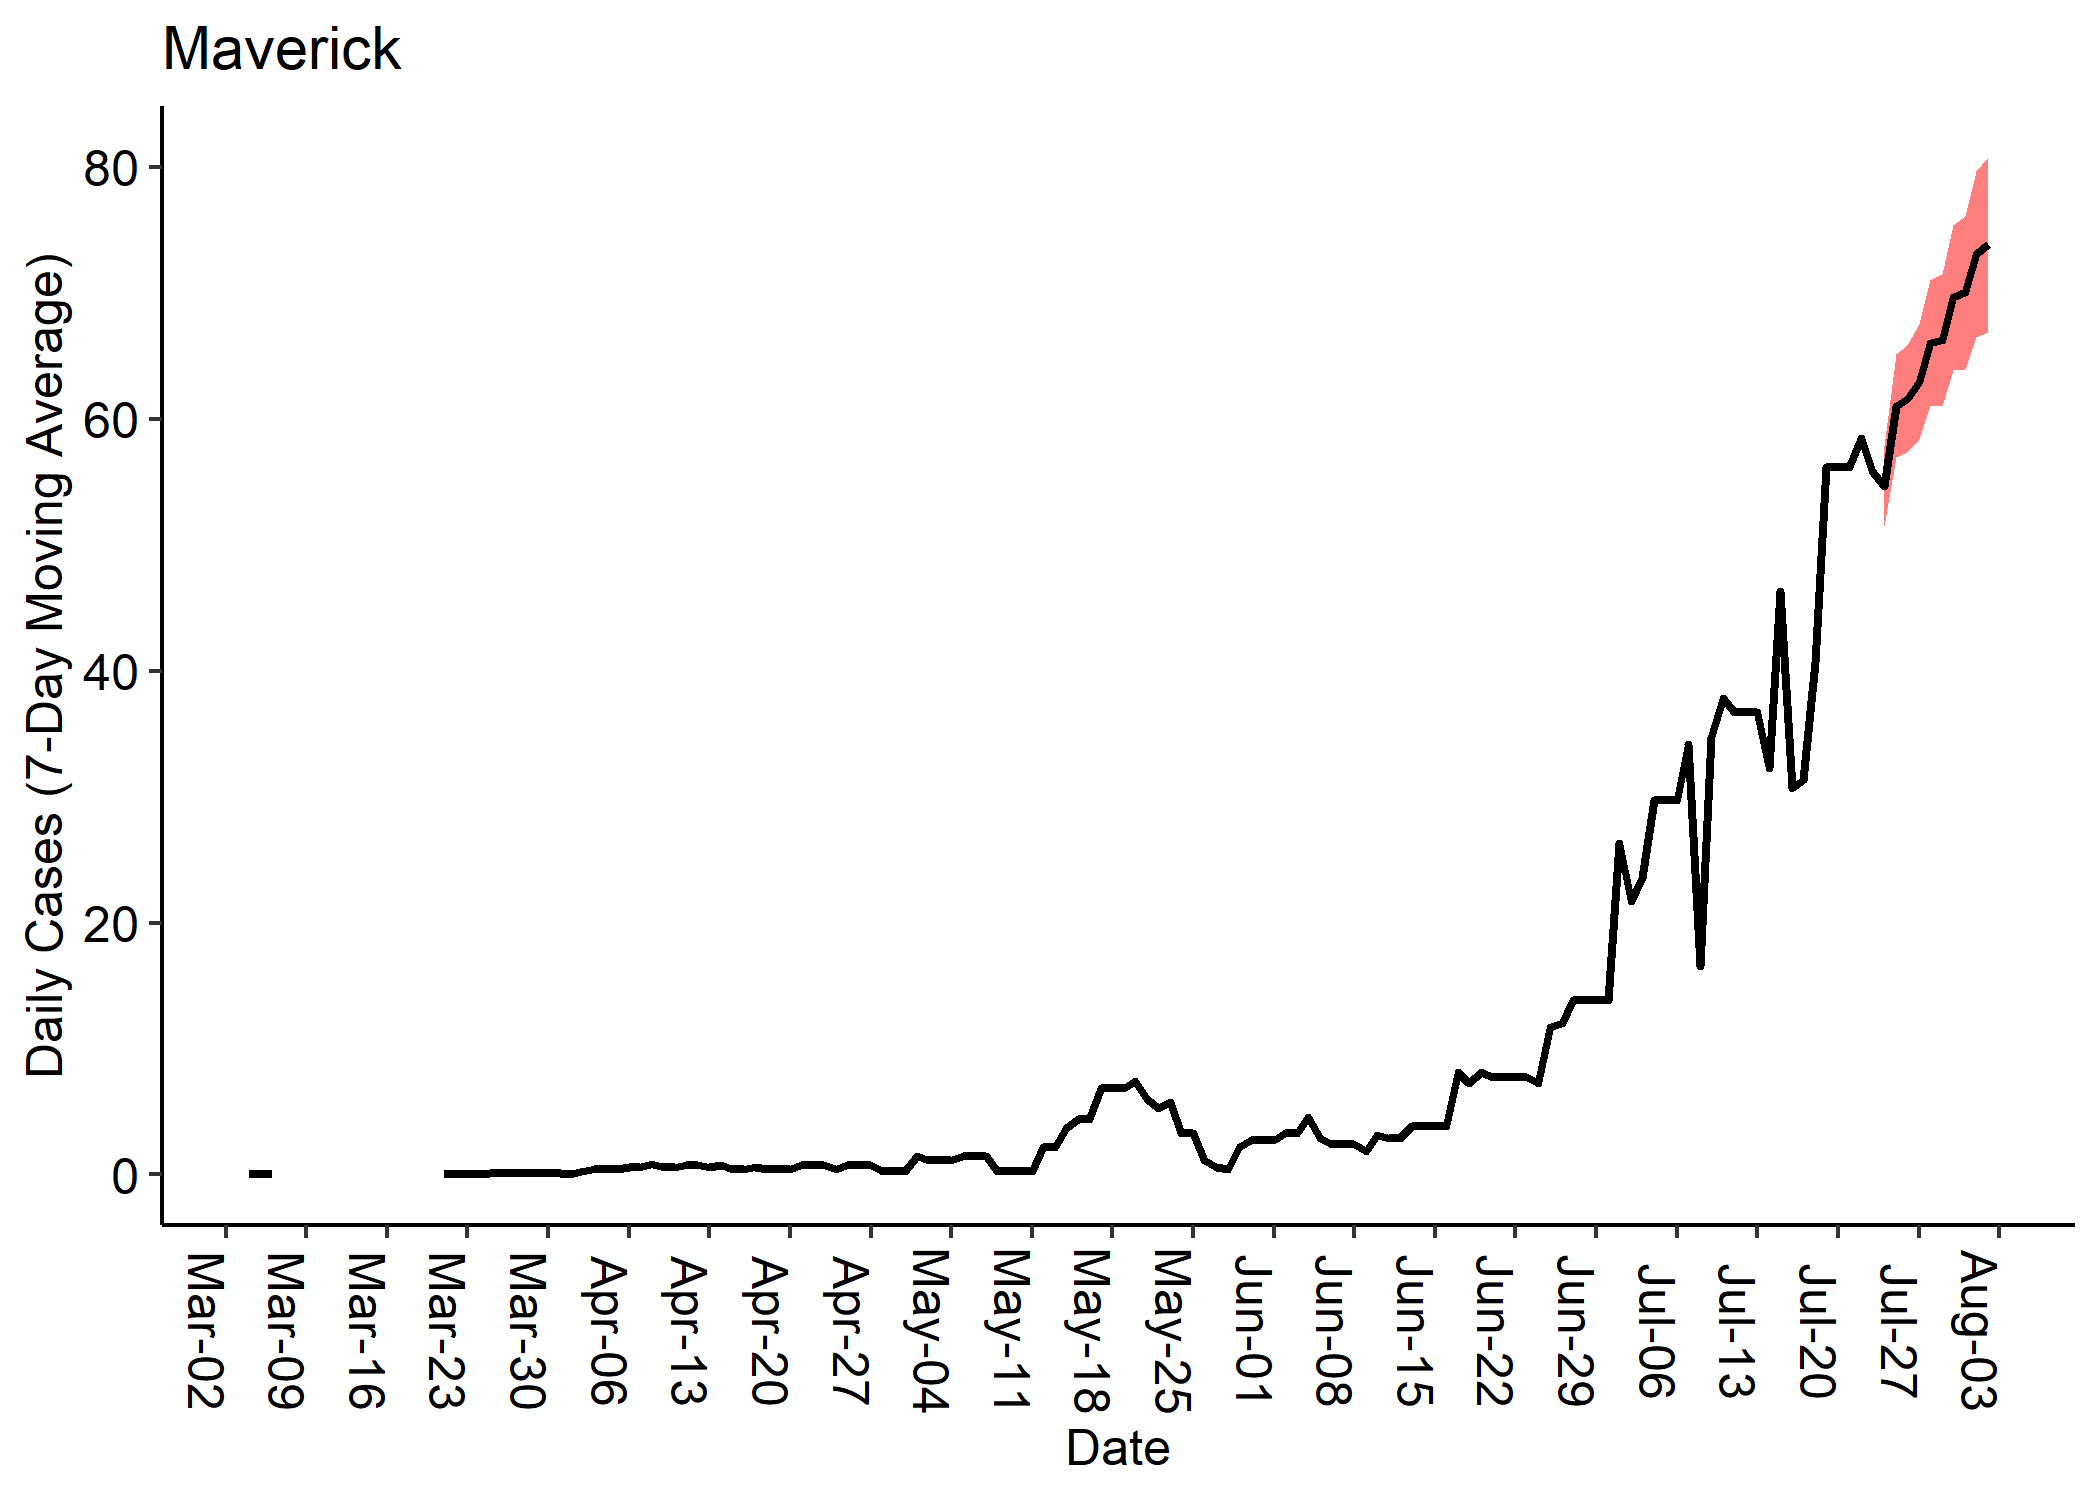 Maverick
Daily Cases (7-Day Moving Average)
80
60
40
20
0
Mar-02
Mar-09
Mar-16
Mar-23
Mar-30
Apr-06
Apr-13
Apr-20
Apr-27
May-04
May-11
May-18
May-25
Jun-01
Jun-08
Jun-15
Jun-22
Jun-29
Jul-06
Jul-13
Jul-20
Jul-27
Aug-03
Date